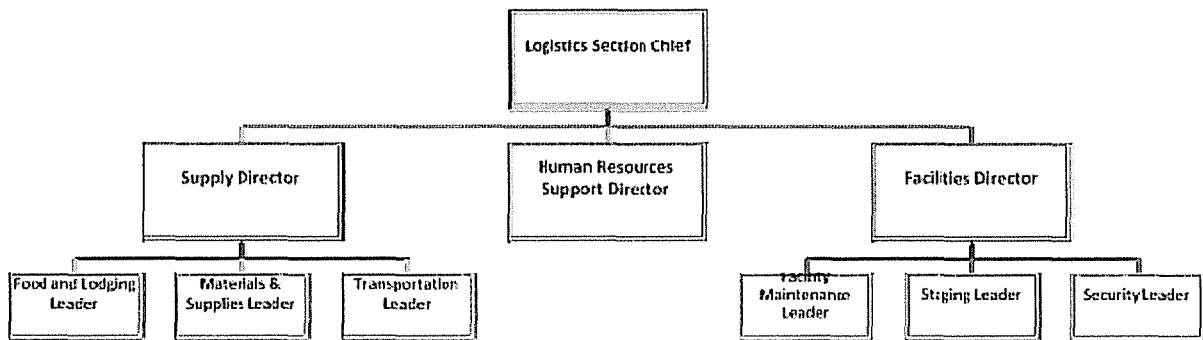 Logistics Section Chief
Supply Director
Human Resources
Support Director
Facilities Director
Food and Lodging
Leader
Materials &
Supplies Leader
Transportation
Leader
Facility
Maintenance
Leader
Staging Leader
Security Leader